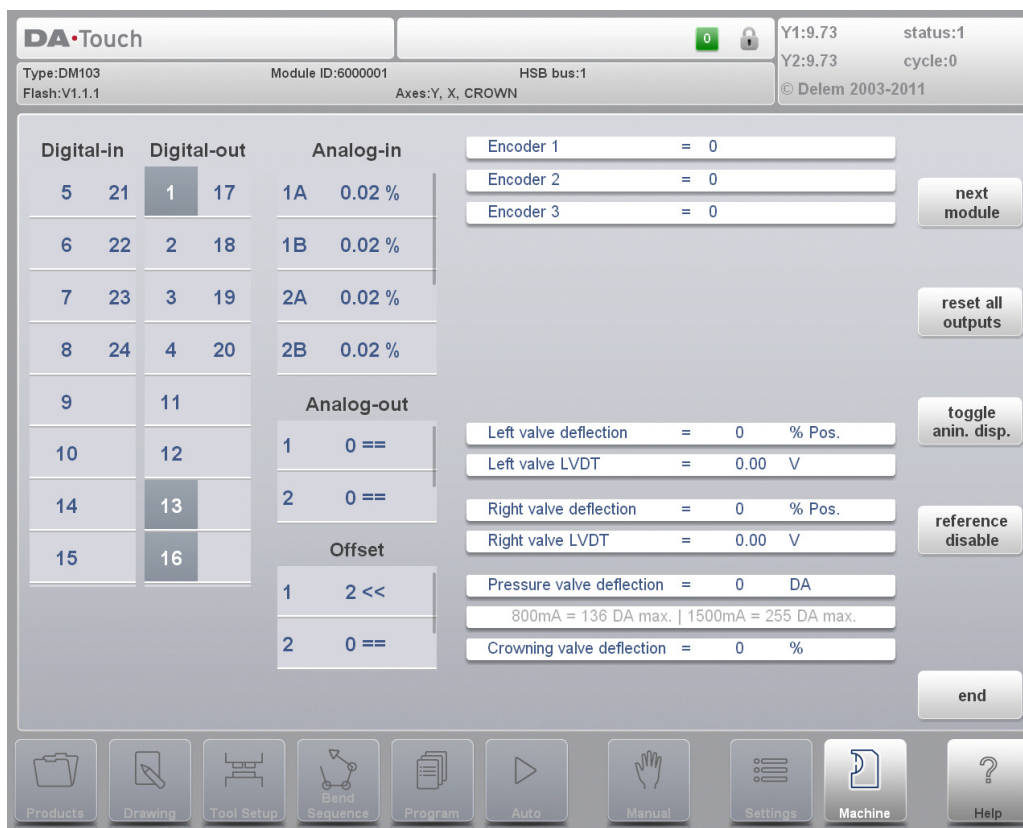 DA•Touch
0
Y1:9.73 status:1
Y2:9.73 cycle:0
© Delem 2003-2011
Type:DM103 Module ID:6000001 HSB bus:1
Flash:V1.1.1 Axes:Y, X, CROWN
Digital-in Digital-out Analog-in
5 21 1 17 1A 0.02 %
6 22 2 18 1B 0.02 %
7 23 3 19 2A 0.02 %
8 24 4 20 2B 0.02 %
9 11
10 12
14 13
15 16
Analog-out
1 0 ==
2 0 ==
Offset
1 2 <<
2 0 ==
Encoder 1 = 0
Encoder 2 = 0
Encoder 3 = 0
Left valve deflection = 0 % Pos.
Left valve LVDT = 0.00 V
Right valve deflection = 0 % Pos.
Right valve LVDT = 0.00 V
Pressure valve deflection = 0 DA
800mA = 136 DA max. | 1500mA = 255 DA max.
Crowning valve deflection = 0 %
next
module
reset all
outputs
toggle
anin. disp.
reference
disable
end
Products
Drawing
Tool Setup
Bend
Sequence
Program
Auto
Manual
Settings
Machine
?
Help